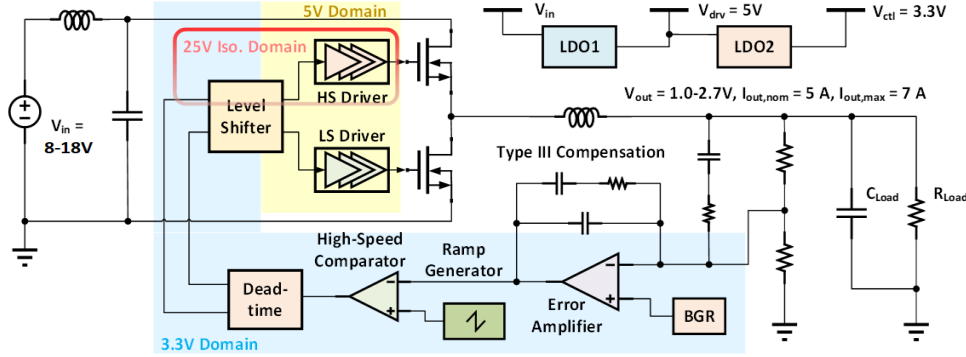 5V Domain
25V Iso. Domain
HS Driver
Level
Shifter
LS Driver
V_in =
8-18V
V_in
LDO1
V_drv = 5V
LDO2
V_ctl = 3.3V
V_out = 1.0-2.7V, I_out,nom = 5 A, I_out,max = 7 A
Type III Compensation
C_Load
R_Load
High-Speed
Comparator
Ramp
Generator
Error
Amplifier
BGR
Dead-
time
3.3V Domain